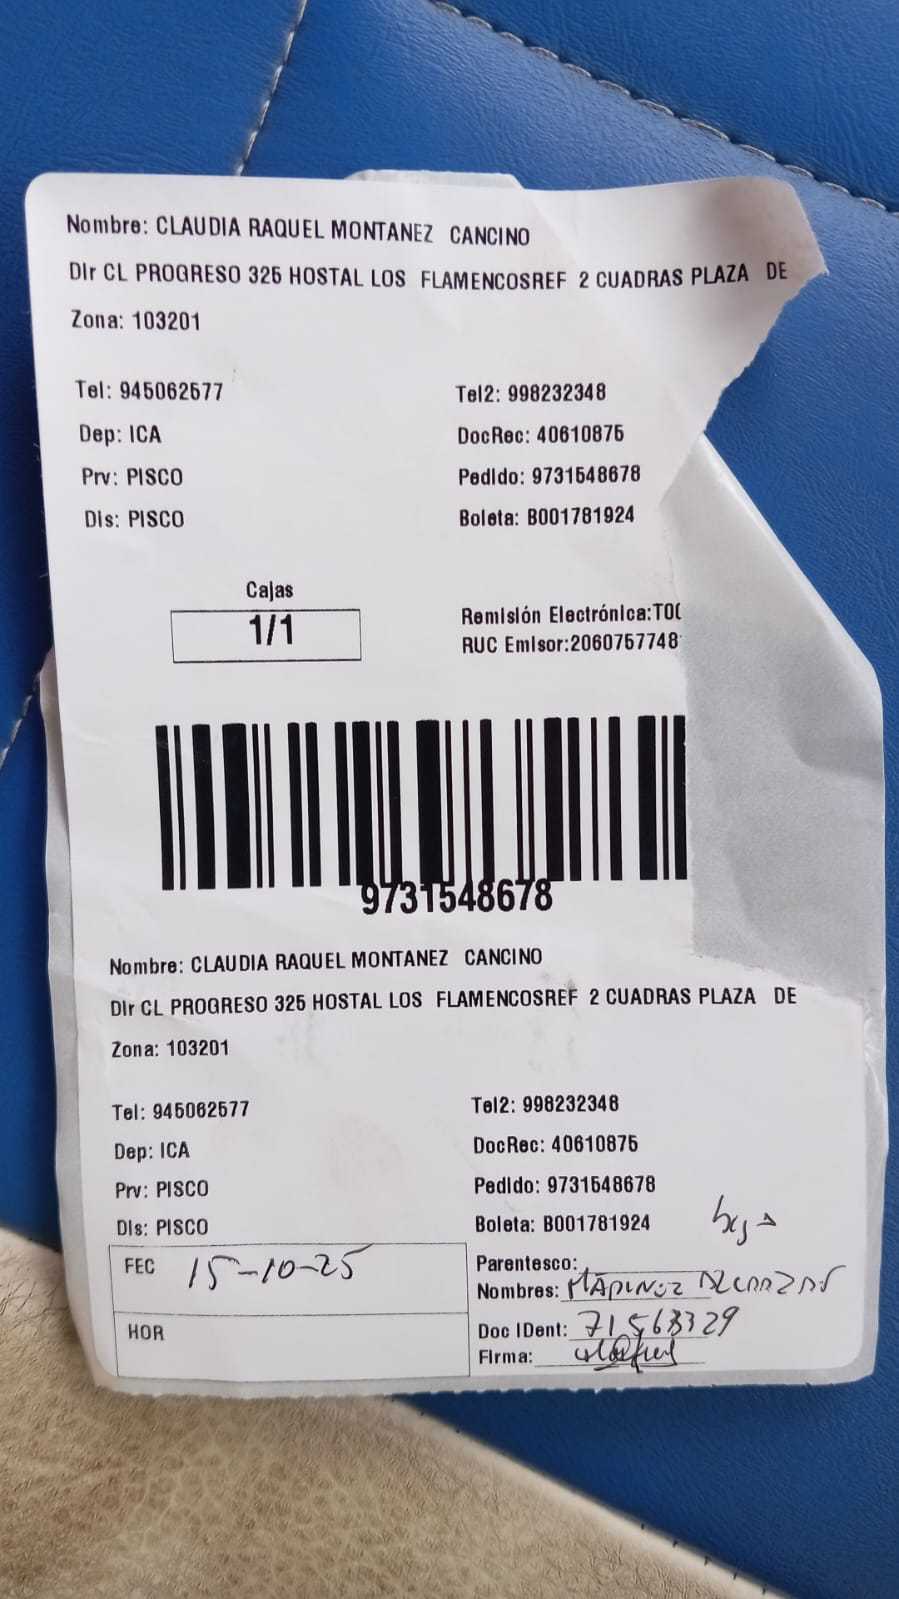 Nombre: CLAUDIA RAQUEL MONTANEZ CANCINO
Dir CL PROGRESO 325 HOSTAL LOS FLAMENCOSREF 2 CUADRAS PLAZA DE
Zona: 103201
Tel: 945062577 Tel2: 998232348
Dep: ICA DocRec: 40610875
Prv: PISCO Pedido: 9731548678
Dis: PISCO Boleta: B001781924
Cajas
1/1
Remisión Electrónica:T00
RUC Emisor:2060757748
9731548678
Nombre: CLAUDIA RAQUEL MONTANEZ CANCINO
Dir CL PROGRESO 325 HOSTAL LOS FLAMENCOSREF 2 CUADRAS PLAZA DE
Zona: 103201
Tel: 945062577 Tel2: 998232348
Dep: ICA DocRec: 40610875
Prv: PISCO Pedido: 9731548678
Dis: PISCO Boleta: B001781924
FEC 15-10-25
Parentesco:
Nombres:
HOR
Doc IDent: 71563329
Firma: